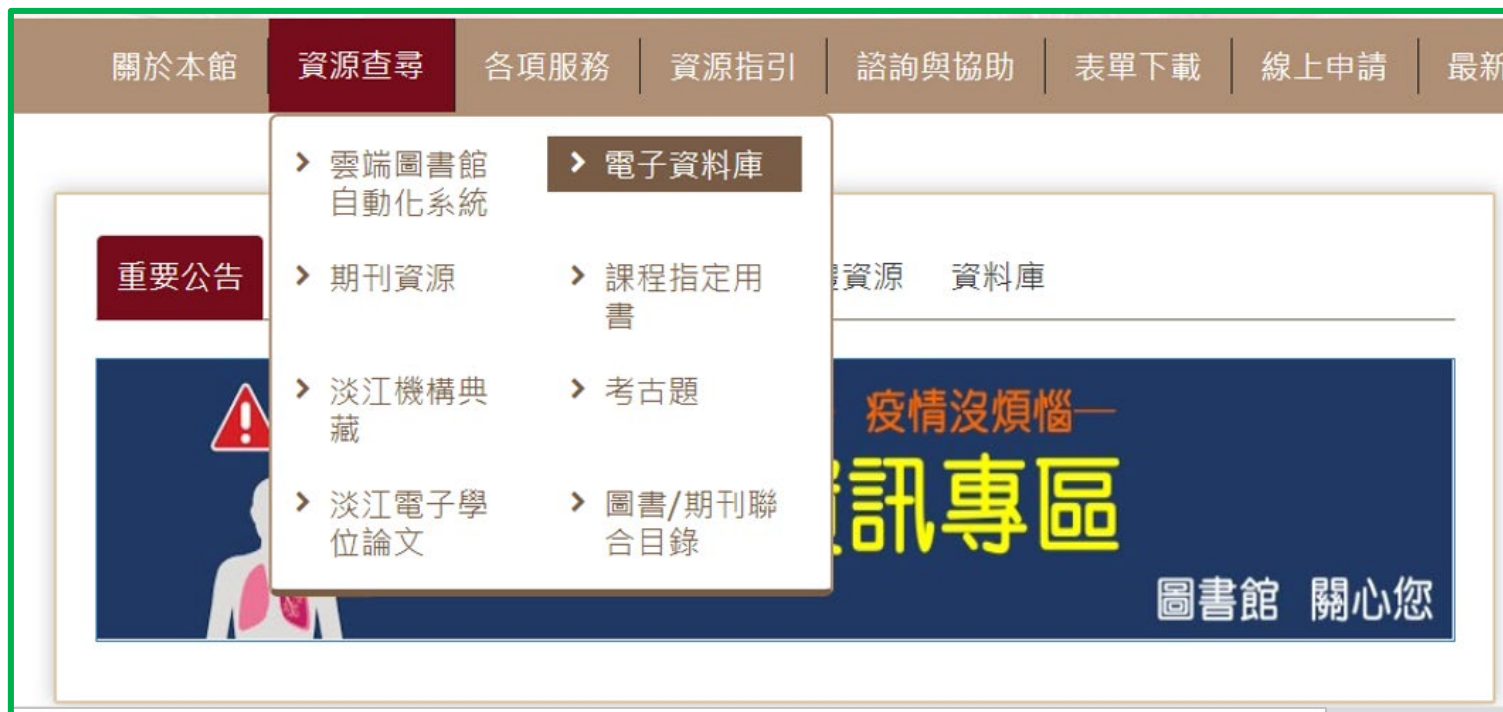 關於本館 資源查尋 各項服務 資源指引 諮詢與協助 表單下載 線上申請 最新
雲端圖書館 電子資料庫
自動化系統
重要公告 期刊資源 課程指定用 資源 資料庫
書
淡江機構典 考古題 疫情沒煩惱—
藏
訊專區
淡江電子學 圖書/期刊聯
位論文 合目錄
圖書館 關心您